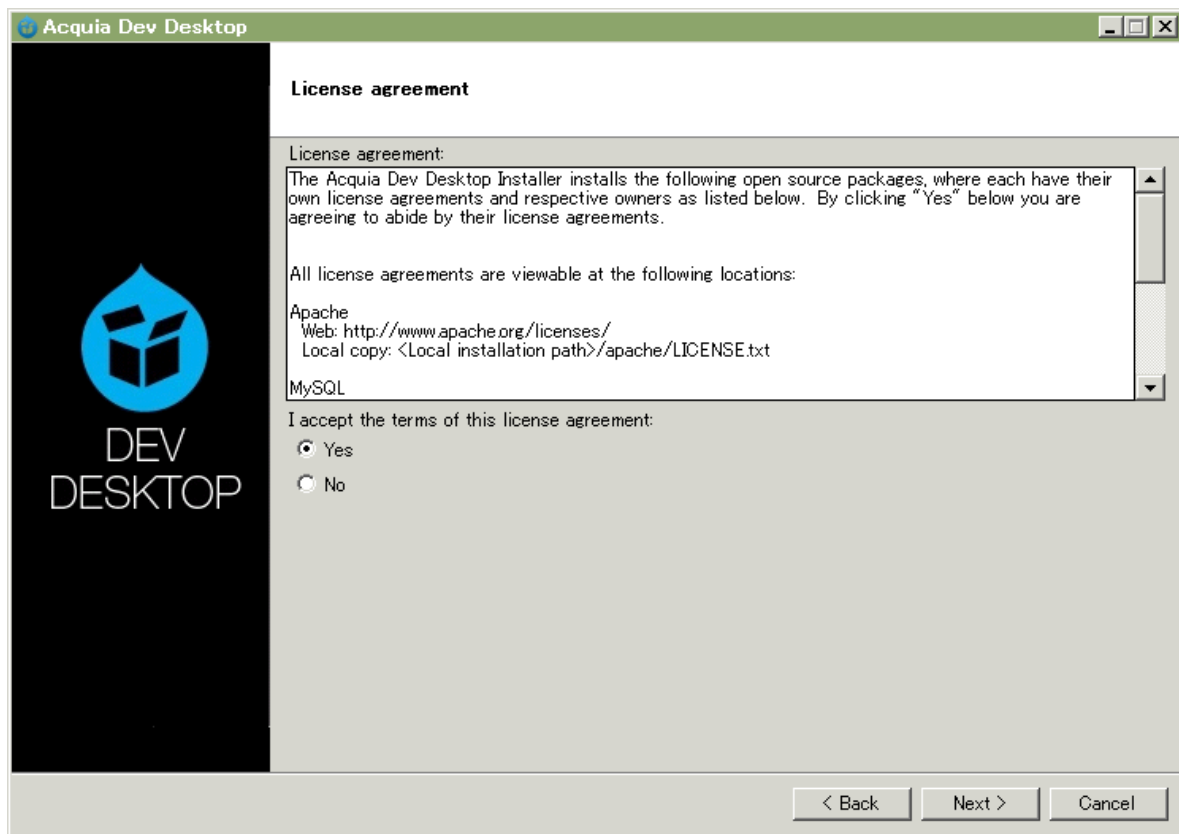 Acquia Dev Desktop
License agreement
License agreement:
The Acquia Dev Desktop Installer installs the following open source packages, where each have their
own license agreements and respective owners as listed below.  By clicking "Yes" below you are
agreeing to abide by their license agreements.
All license agreements are viewable at the following locations:
Apache
Web: http://www.apache.org/licenses/
Local copy: <Local installation path>/apache/LICENSE.txt
MySQL
I accept the terms of this license agreement:
Yes
No
DEV
DESKTOP
< Back
Next >
Cancel